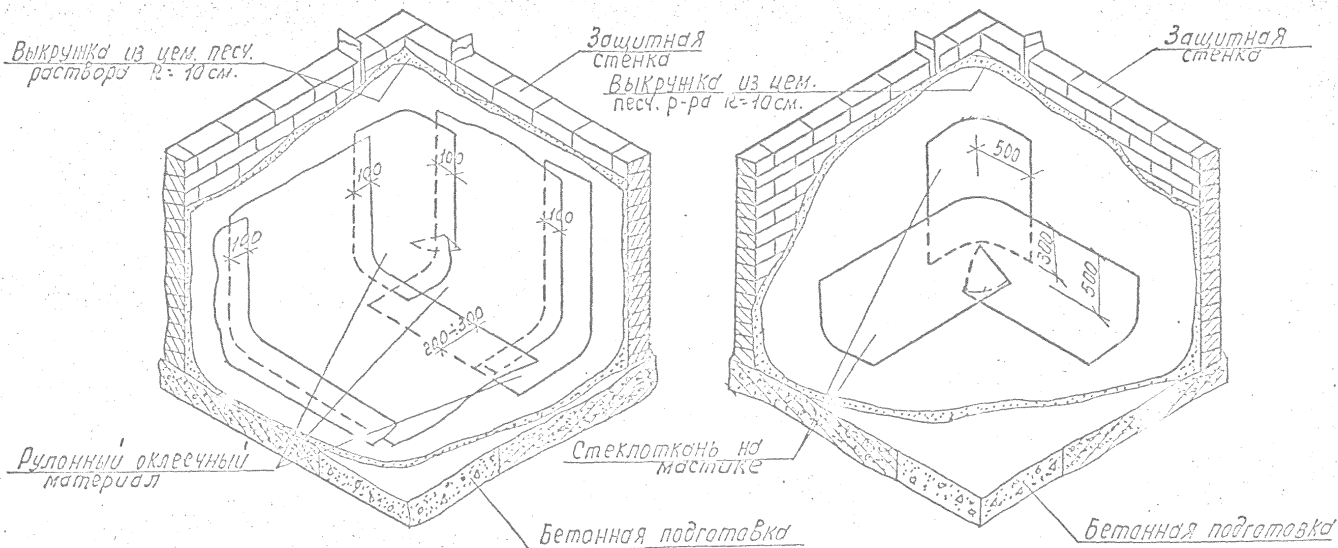 Выкружка из цем. песч.
раствора R=10см.
Защитная
стенка
Выкружка из цем.
песч. р-ра R=10см.
Защитная
стенка
100
100
100
100
200÷300
500
500
500
Рулонный оклеечный
материал
Стеклоткань на
мастике
Бетонная подготовка
Бетонная подготовка